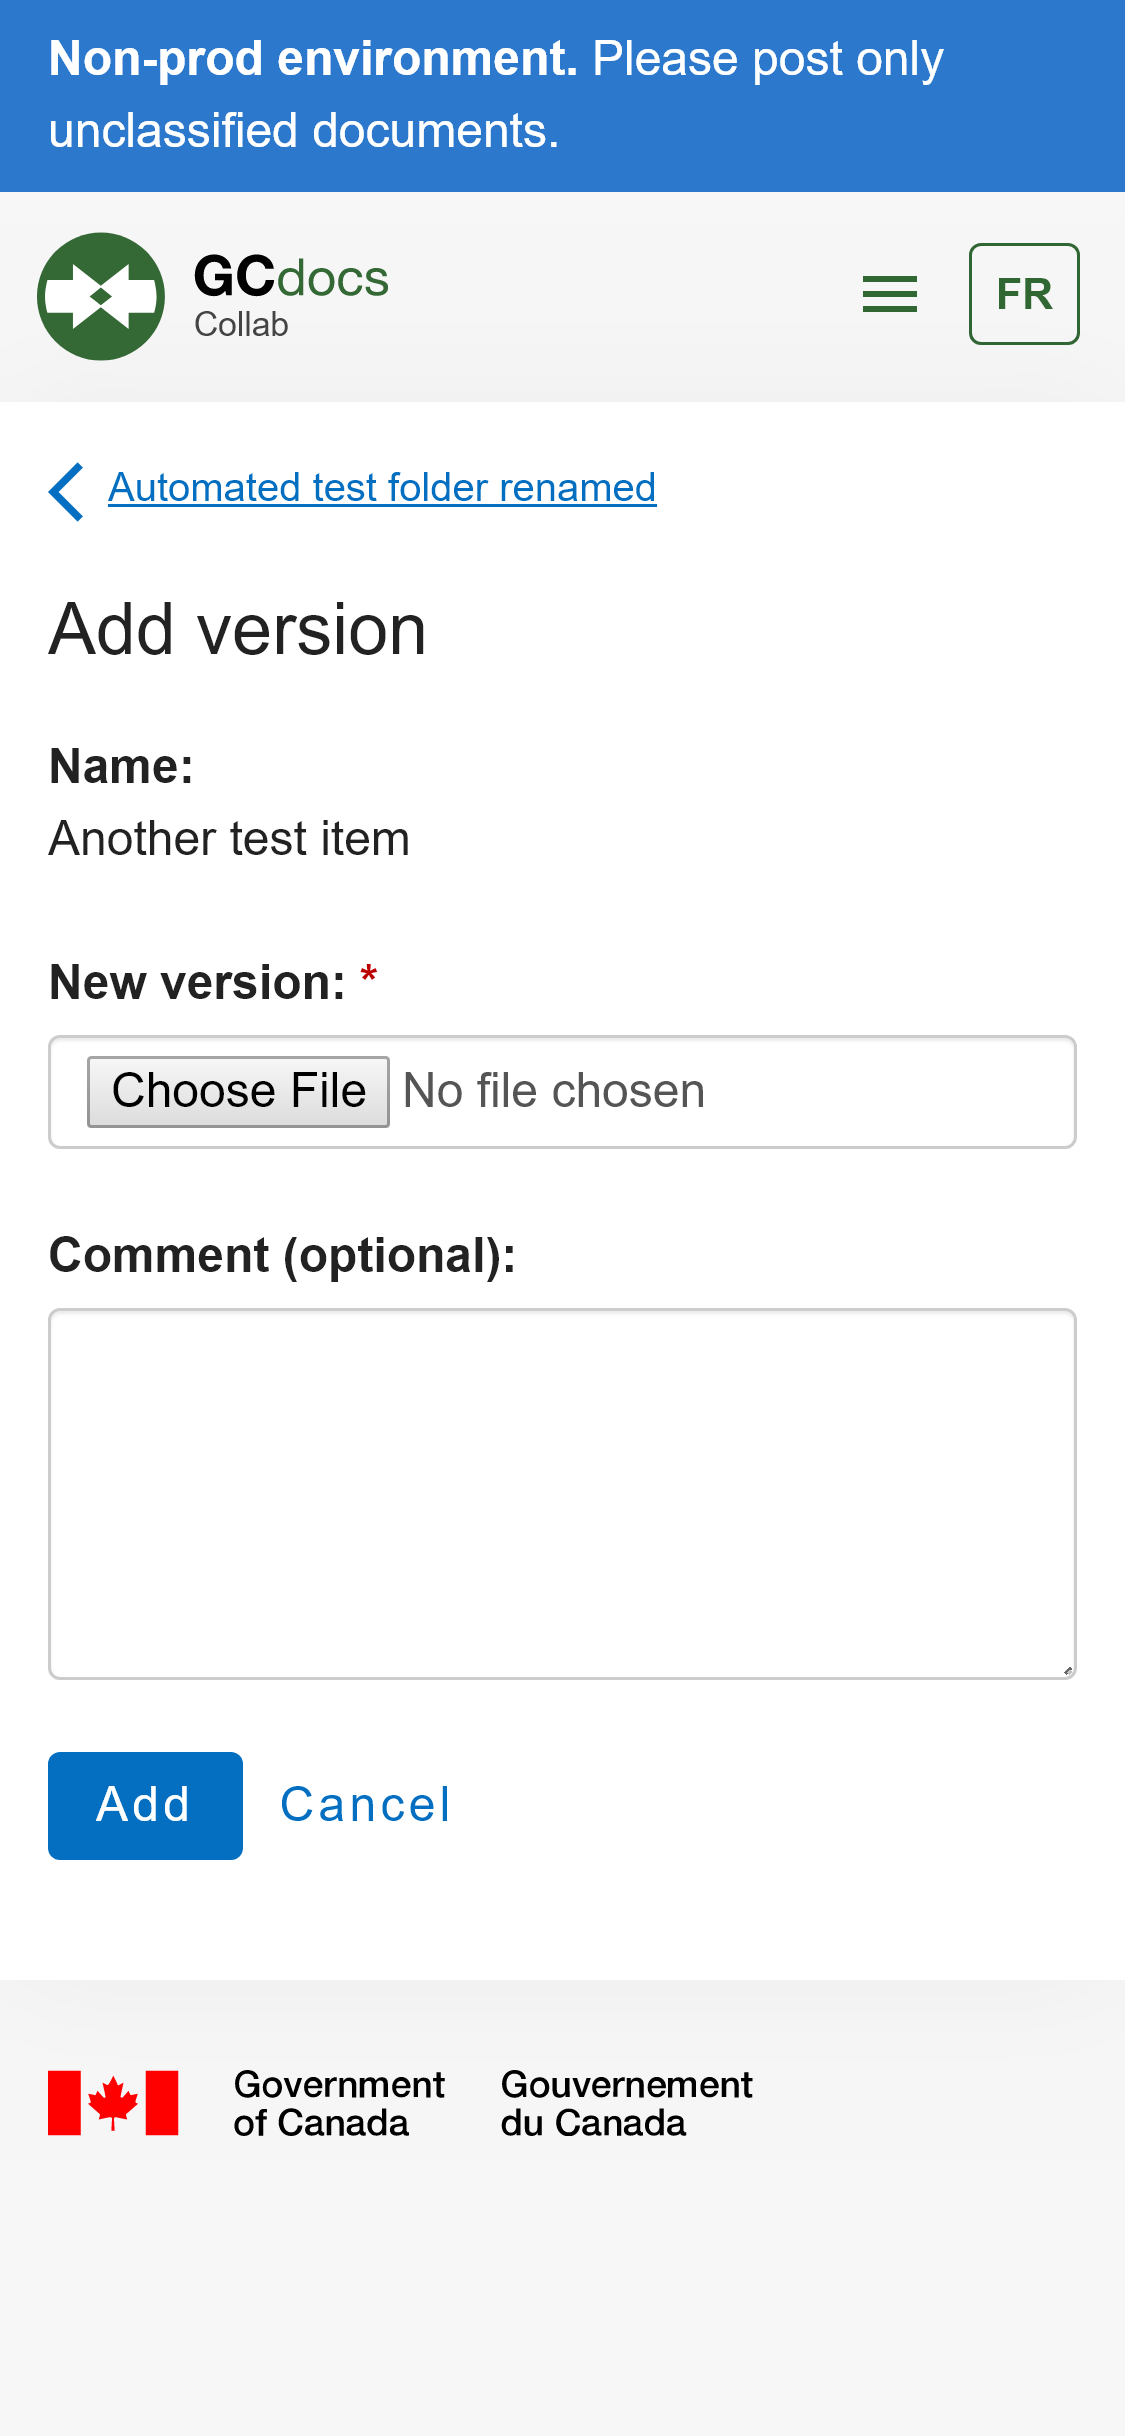 Non-prod environment. Please post only
unclassified documents.
GCdocs
Collab
FR
Automated test folder renamed
Add version
Name:
Another test item
New version: *
Choose File No file chosen
Comment (optional):
Add Cancel
Government Gouvernement
of Canada du Canada